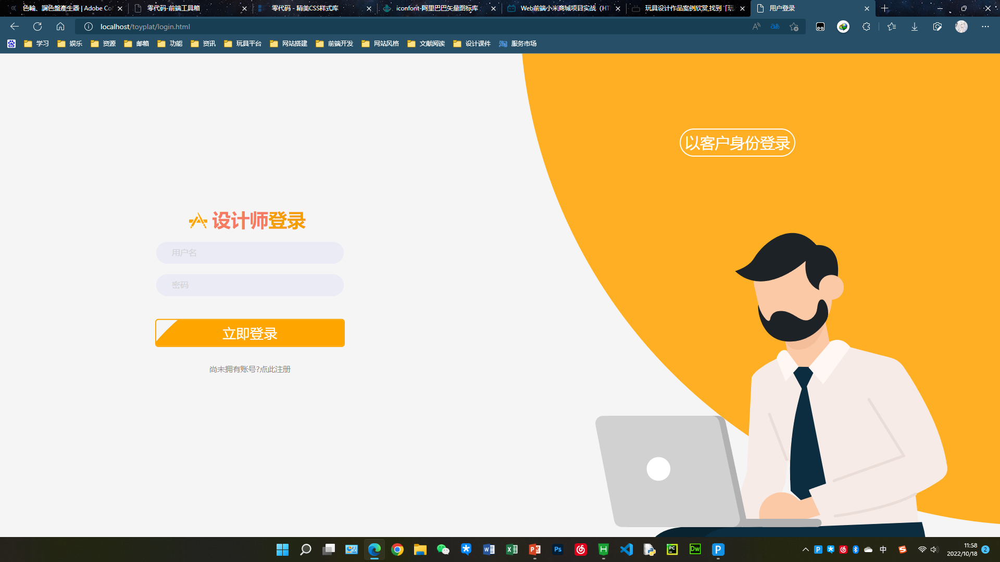 色輪、調色盤產生器 | Adobe Co
零代码-前端工具箱
零代码 - 精美CSS样式库
iconfont-阿里巴巴矢量图标库
Web前端小米商城项目实战（HT
玩具设计作品案例欣赏,找到「玩
用户登录
localhost/toyplat/login.html
学习
娱乐
资源
邮箱
功能
资讯
玩具平台
网站搭建
前端开发
网站风格
文献阅读
设计课件
服务市场
以客户身份登录
设计师登录
用户名
密码
立即登录
尚未拥有账号?点此注册
中
11:58
2022/10/18
2